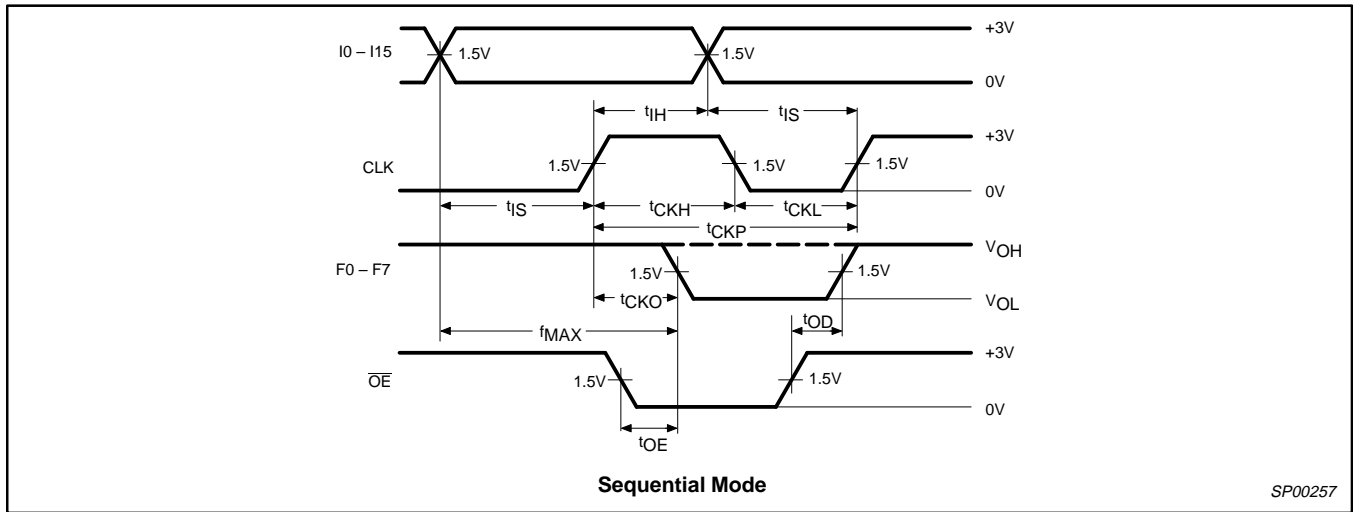 +3V
I0 – I15
1.5V
1.5V
0V
tIH
tIS
+3V
CLK
1.5V
1.5V
1.5V
0V
tIS
tCKH
tCKL
tCKP
VOH
F0 – F7
1.5V
1.5V
tCKO
VOL
tOD
fMAX
+3V
OE
1.5V
1.5V
0V
tOE
Sequential Mode
SP00257